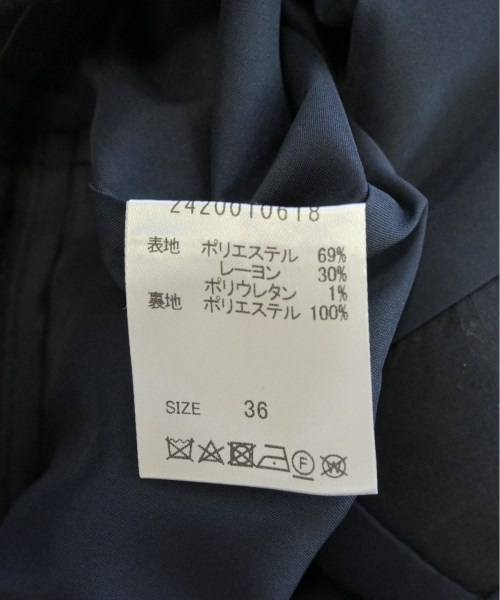 2420010618
表地 ポリエステル 69%
レーヨン 30%
ポリウレタン 1%
裏地 ポリエステル 100%
SIZE 36
F W